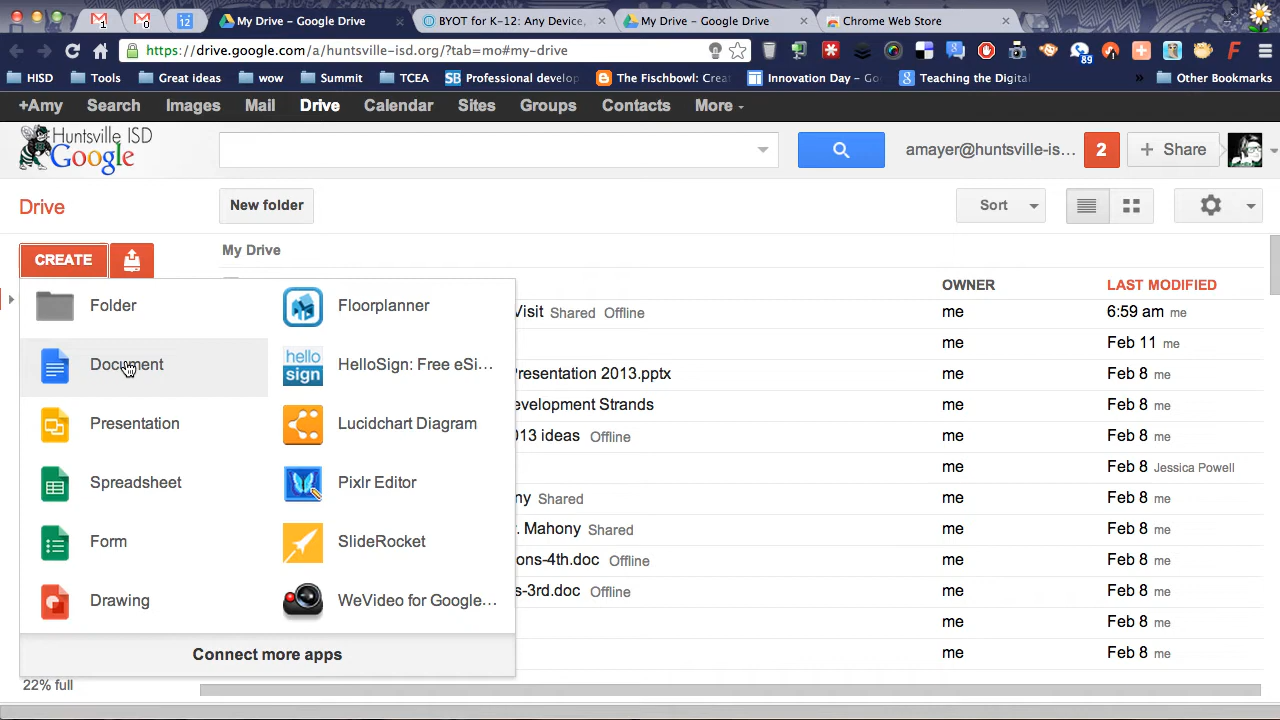 1
0
12
My Drive – Google Drive
BYOT for K-12: Any Device,
My Drive – Google Drive
Chrome Web Store
https://drive.google.com/a/huntsville-isd.org/?tab=mo#my-drive
89
HISD
Tools
Great ideas
wow
Summit
TCEA
SB Professional develop
The Fischbowl: Creat
Innovation Day – Go
Teaching the Digital
»
Other Bookmarks
+Amy Search Images Mail Drive Calendar Sites Groups Contacts More
Huntsville ISD
Google
amayer@huntsville-is...
2
+ Share
Drive
New folder
Sort
CREATE
My Drive
OWNER
LAST MODIFIED
Folder
Document
Presentation
Spreadsheet
Form
Drawing
Floorplanner
HelloSign: Free eSi...
hello
sign
Lucidchart Diagram
Pixlr Editor
SlideRocket
WeVideo for Google...
Connect more apps
22% full
Visit Shared Offline me 6:59 am me
me Feb 11 me
Presentation 2013.pptx me Feb 8 me
evelopment Strands me Feb 8 me
013 ideas Offline me Feb 8 me
me Feb 8 Jessica Powell
ny Shared me Feb 8 me
r. Mahony Shared me Feb 8 me
ons-4th.doc Offline me Feb 8 me
s-3rd.doc Offline me Feb 8 me
me Feb 8 me
me Feb 8 me